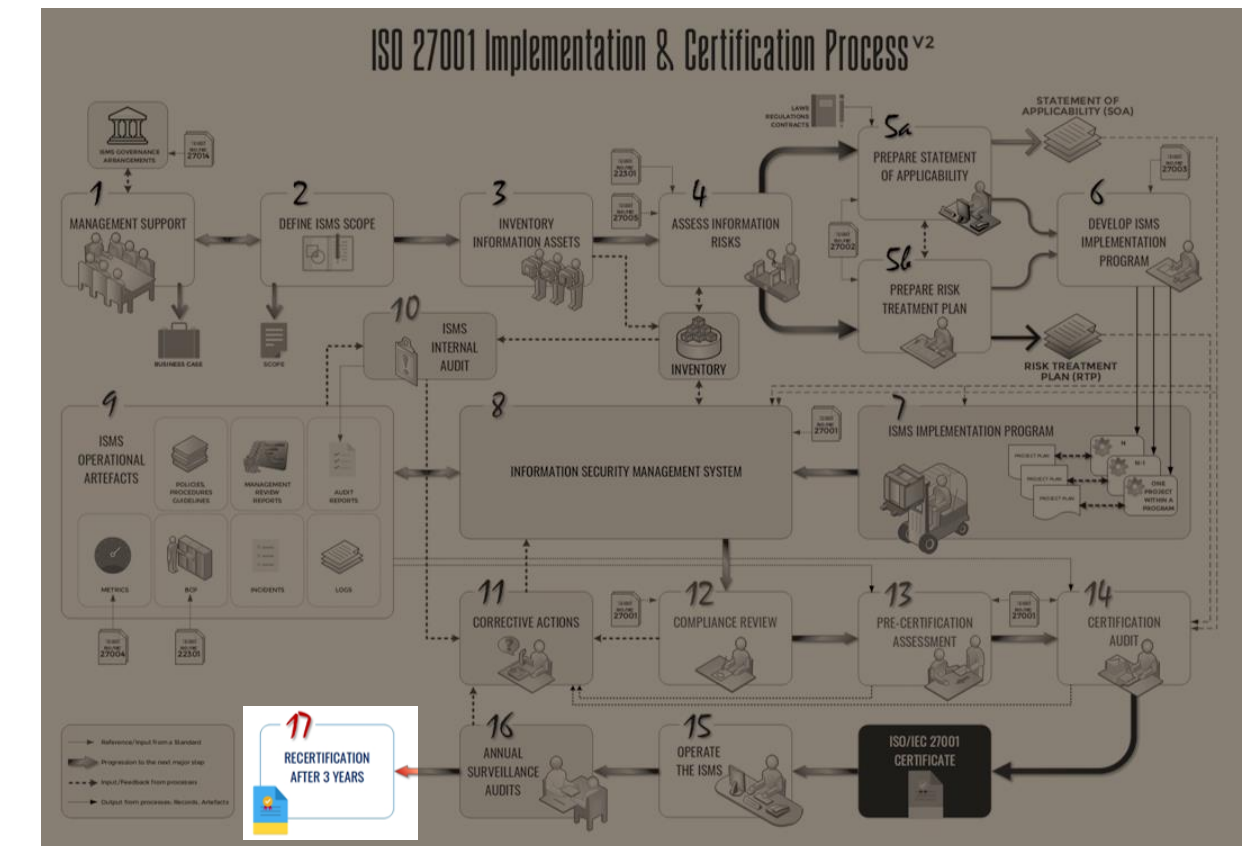 ISO 27001 Implementation & Certification Process V2
ISMS GOVERNANCE
ARRANGEMENTS
27014
1
MANAGEMENT SUPPORT
BUSINESS CASE
2
DEFINE ISMS SCOPE
SCOPE
3
INVENTORY
INFORMATION ASSETS
22301
27005
4
ASSESS INFORMATION
RISKS
LAWS
REGULATIONS
CONTRACTS
5a
PREPARE STATEMENT
OF APPLICABILITY
27002
5b
PREPARE RISK
TREATMENT PLAN
STATEMENT OF
APPLICABILITY (SOA)
27003
6
DEVELOP ISMS
IMPLEMENTATION
PROGRAM
RISK TREATMENT
PLAN (RTP)
10
ISMS
INTERNAL
AUDIT
INVENTORY
9
ISMS
OPERATIONAL
ARTEFACTS
POLICIES,
PROCEDURES
GUIDELINES
MANAGEMENT
REVIEW
REPORTS
AUDIT
REPORTS
METRICS
BCP
INCIDENTS
LOGS
27004
22301
8
INFORMATION SECURITY MANAGEMENT SYSTEM
27001
7
ISMS IMPLEMENTATION PROGRAM
PROJECT PLAN
PROJECT PLAN
PROJECT PLAN
N
N-1
ONE
PROJECT
WITHIN A
PROGRAM
11
CORRECTIVE ACTIONS
27001
12
COMPLIANCE REVIEW
13
PRE-CERTIFICATION
ASSESSMENT
27001
14
CERTIFICATION
AUDIT
Reference/Input from a Standard
Progression to the next major step
Input/Feedback from processes
Output from processes, Records, Artefacts
17
RECERTIFICATION
AFTER 3 YEARS
16
ANNUAL
SURVEILLANCE
AUDITS
15
OPERATE
THE ISMS
ISO/IEC 27001
CERTIFICATE